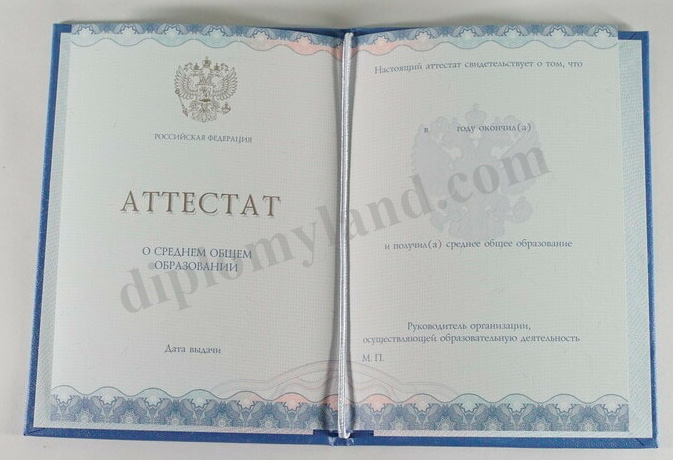 РОССИЙСКАЯ ФЕДЕРАЦИЯ
АТТЕСТАТ
О СРЕДНЕМ ОБЩЕМ
ОБРАЗОВАНИИ
Дата выдачи
Настоящий аттестат свидетельствует о том, что
в году окончил(а)
и получил(а) среднее общее образование
Руководитель организации,
осуществляющей образовательную деятельность
М. П.
diplomyland.com